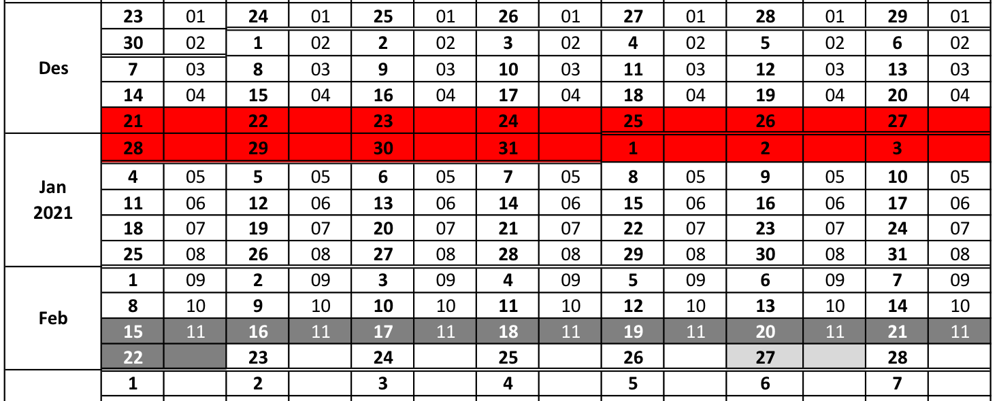 23 01 24 01 25 01 26 01 27 01 28 01 29 01
30 02 1 02 2 02 3 02 4 02 5 02 6 02
Des
7 03 8 03 9 03 10 03 11 03 12 03 13 03
14 04 15 04 16 04 17 04 18 04 19 04 20 04
21 22 23 24 25 26 27
28 29 30 31 1 2 3
Jan
2021
4 05 5 05 6 05 7 05 8 05 9 05 10 05
11 06 12 06 13 06 14 06 15 06 16 06 17 06
18 07 19 07 20 07 21 07 22 07 23 07 24 07
25 08 26 08 27 08 28 08 29 08 30 08 31 08
Feb
1 09 2 09 3 09 4 09 5 09 6 09 7 09
8 10 9 10 10 10 11 10 12 10 13 10 14 10
15 11 16 11 17 11 18 11 19 11 20 11 21 11
22 23 24 25 26 27 28
1 2 3 4 5 6 7